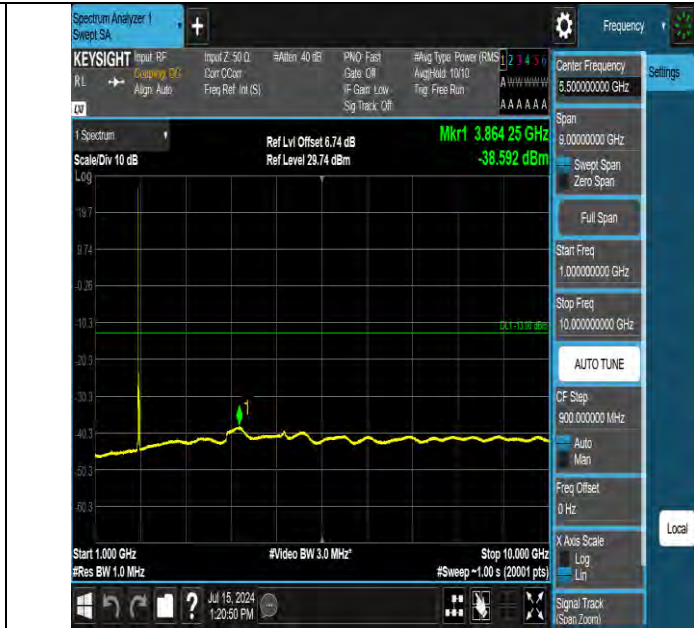 Spectrum Analyzer 1
Swept SA
+
Frequency
KEYSIGHT
RL
LXI
Input: RF
Coupling: DC
Align: Auto
Input Z: 50 Ω
Corr CCorr
Freq Ref: Int (S)
#Atten: 40 dB
PNO: Fast
Gate: Off
IF Gain: Low
Sig Track: Off
#Avg Type: Power (RMS
Avg|Hold: 10/10
Trig: Free Run
1 2 3 4 5 6
A W W W W W
A A A A A A
Center Frequency
5.500000000 GHz
Settings
Span
9.00000000 GHz
Swept Span
Zero Span
Full Span
Start Freq
1.000000000 GHz
Stop Freq
10.000000000 GHz
AUTO TUNE
CF Step
900.000000 MHz
Auto
Man
Freq Offset
0 Hz
X Axis Scale
Log
Lin
Signal Track
(Span Zoom)
Local
1 Spectrum
Scale/Div 10 dB
Log
Ref Lvl Offset 6.74 dB
Ref Level 29.74 dBm
Mkr1 3.864 25 GHz
-38.592 dBm
19.7
9.74
-0.26
-10.3
-20.3
-30.3
-40.3
-50.3
-60.3
DL1 -13.00 dBm
1
Start 1.000 GHz
#Res BW 1.0 MHz
#Video BW 3.0 MHz*
Stop 10.000 GHz
#Sweep ~1.00 s (20001 pts)
?
Jul 15, 2024
1:20:50 PM